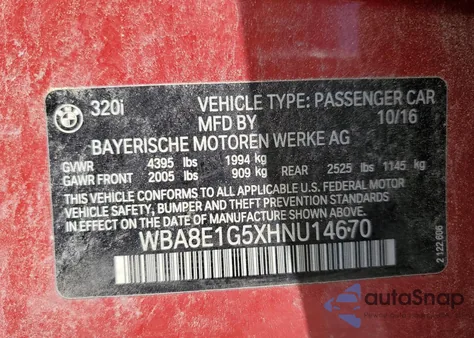 320i
VEHICLE TYPE: PASSENGER CAR
MFD BY 10/16
BAYERISCHE MOTOREN WERKE AG
GVWR 4395 lbs 1994 kg
GAWR FRONT 2005 lbs 909 kg REAR 2525 lbs 1145 kg
THIS VEHICLE CONFORMS TO ALL APPLICABLE U.S. FEDERAL MOTOR
VEHICLE SAFETY, BUMPER, AND THEFT PREVENTION STANDARDS
IN EFFECT ON THE DATE OF MANUFACTURE SHOWN ABOVE.
WBA8E1G5XHNU14670
2 122 606
autoSnap